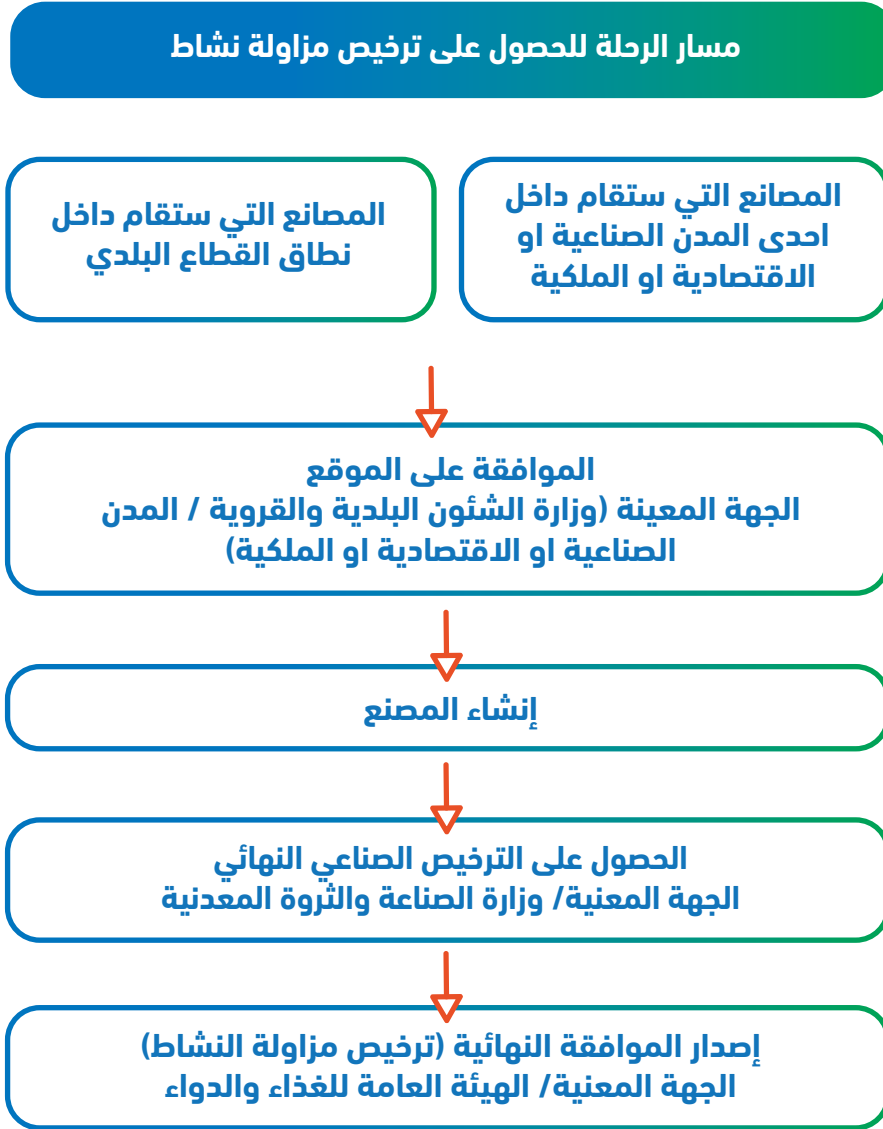 مسار الرحلة للحصول على ترخيص مزاولة نشاط
المصانع التي ستقام داخل
احدى المدن الصناعية او
الاقتصادية او الملكية
المصانع التي ستقام داخل
نطاق القطاع البلدي
الموافقة على الموقع
الجهة المعينة (وزارة الشئون البلدية والقروية / المدن
الصناعية او الاقتصادية او الملكية)
إنشاء المصنع
الحصول على الترخيص الصناعي النهائي
الجهة المعنية/ وزارة الصناعة والثروة المعدنية
إصدار الموافقة النهائية (ترخيص مزاولة النشاط)
الجهة المعنية/ الهيئة العامة للغذاء والدواء